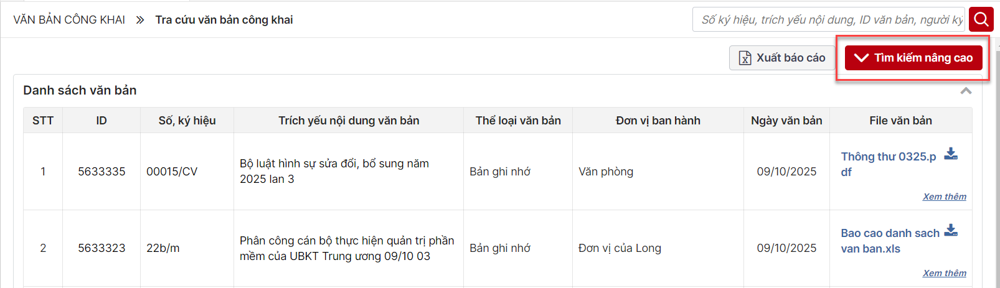 VĂN BẢN CÔNG KHAI » Tra cứu văn bản công khai
Số ký hiệu, trích yếu nội dung, ID văn bản, người ký
Xuất báo cáo
Tìm kiếm nâng cao
Danh sách văn bản
STT ID Số, ký hiệu Trích yếu nội dung văn bản Thể loại văn bản Đơn vị ban hành Ngày văn bản File văn bản
1 5633335 00015/CV
Bộ luật hình sự sửa đổi, bổ sung năm
2025 lan 3
Bản ghi nhớ Văn phòng 09/10/2025
Thông thư 0325.p
df
Xem thêm
2 5633323 22b/m
Phân công cán bộ thực hiện quản trị phần
mềm của UBKT Trung ương 09/10 03
Bản ghi nhớ Đơn vị của Long 09/10/2025
Bao cao danh sach
van ban.xls
Xem thêm